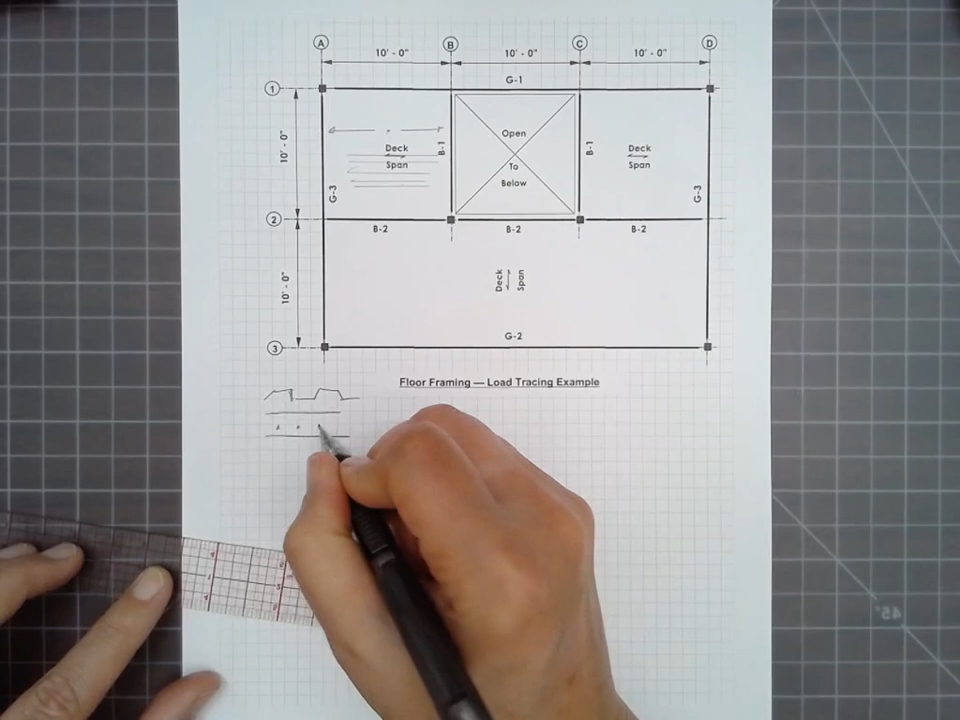 A B C D
10' - 0" 10' - 0" 10' - 0"
G-1
1
10' - 0"
Deck
Span
B-1
Open
To
Below
B-1
Deck
Span
G-3
G-3
2
B-2 B-2 B-2
10' - 0"
Deck
Span
G-2
3
Floor Framing — Load Tracing Example
45°